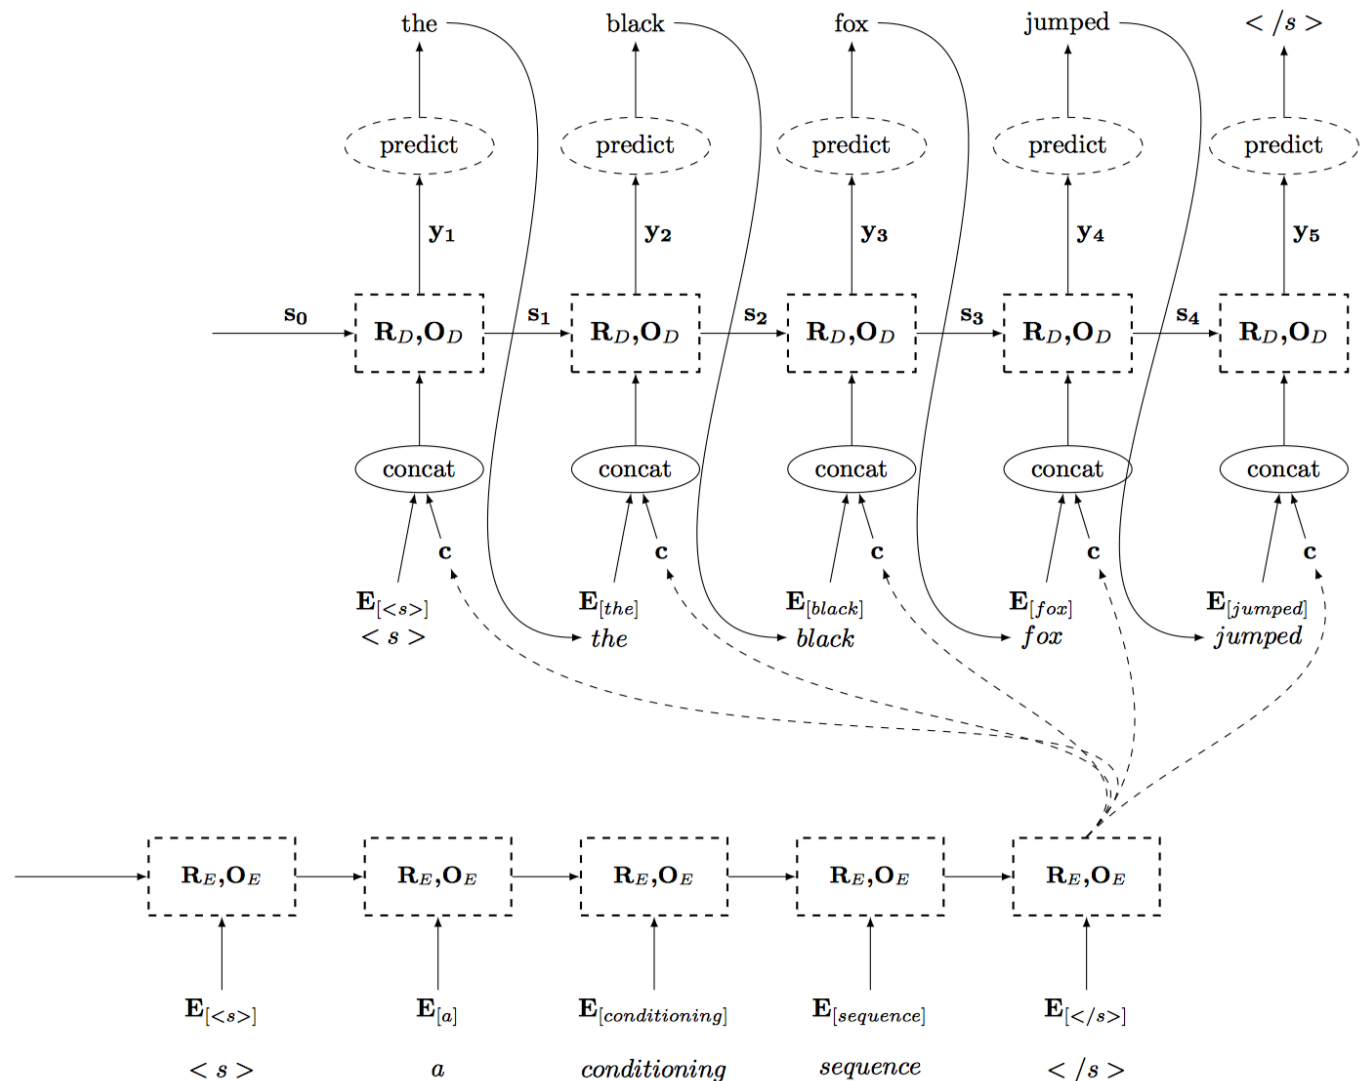 the black fox jumped < /s >
predict predict predict predict predict
y1 y2 y3 y4 y5
s0 s1 s2 s3 s4
RD,OD RD,OD RD,OD RD,OD RD,OD
concat concat concat concat concat
c c c c c
E[<s>] E[the] E[black] E[fox] E[jumped]
< s > the black fox jumped
RE,OE RE,OE RE,OE RE,OE RE,OE
E[<s>] E[a] E[conditioning] E[sequence] E[</s>]
< s > a conditioning sequence < /s >